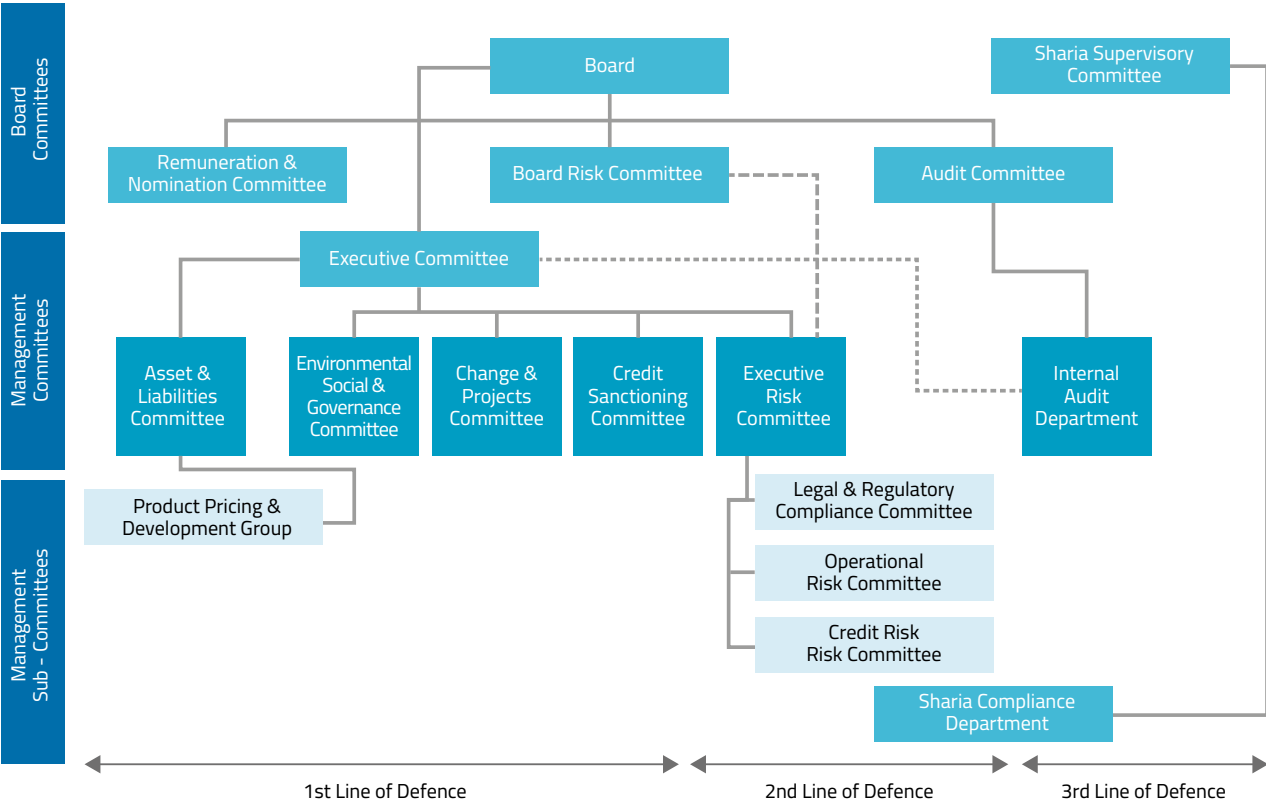 Board
Committees
Board
Sharia Supervisory
Committee
Remuneration &
Nomination Committee
Board Risk Committee
Audit Committee
Management
Committees
Executive Committee
Asset &
Liabilities
Committee
Environmental
Social &
Governance
Committee
Change &
Projects
Committee
Credit
Sanctioning
Committee
Executive
Risk
Committee
Internal
Audit
Department
Management
Sub - Committees
Product Pricing &
Development Group
Legal & Regulatory
Compliance Committee
Operational
Risk Committee
Credit Risk
Risk Committee
Sharia Compliance
Department
1st Line of Defence
2nd Line of Defence
3rd Line of Defence